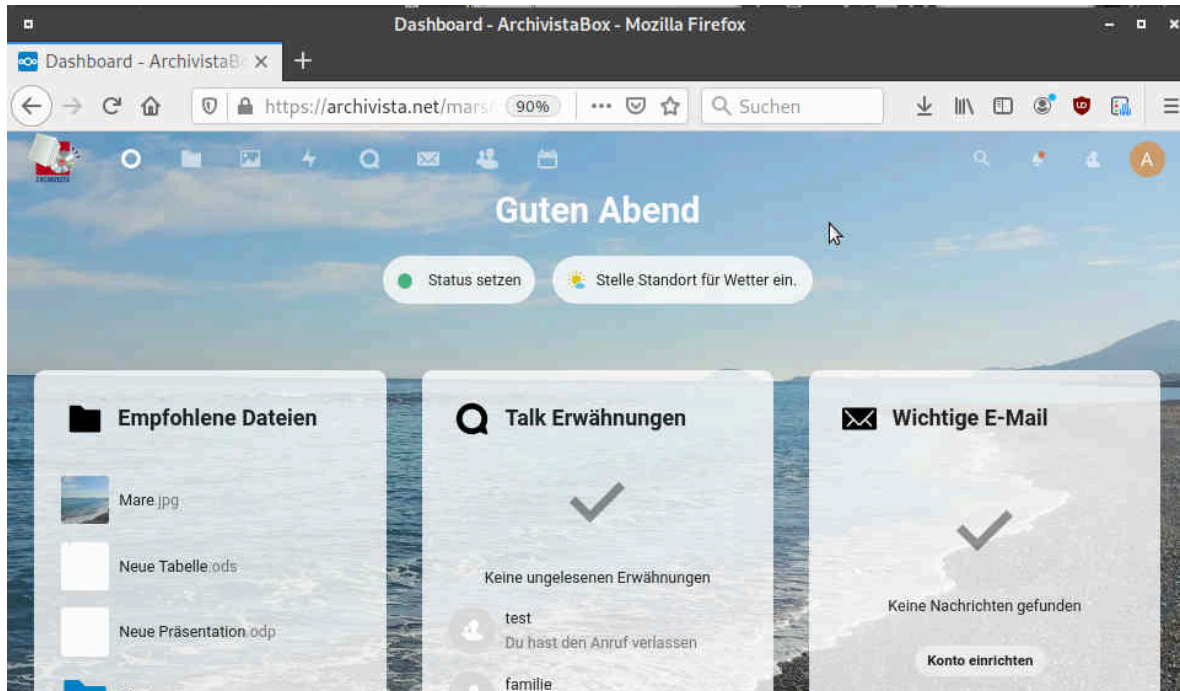 Dashboard - ArchivistaBox - Mozilla Firefox
Dashboard - ArchivistaB
https://archivista.net/mars/
90%
Suchen
ARCHIVISTA
A
Guten Abend
Status setzen
Stelle Standort für Wetter ein.
Empfohlene Dateien
Mare.jpg
Neue Tabelle.ods
Neue Präsentation.odp
Talk Erwähnungen
Keine ungelesenen Erwähnungen
test
Du hast den Anruf verlassen
familie
Wichtige E-Mail
Keine Nachrichten gefunden
Konto einrichten